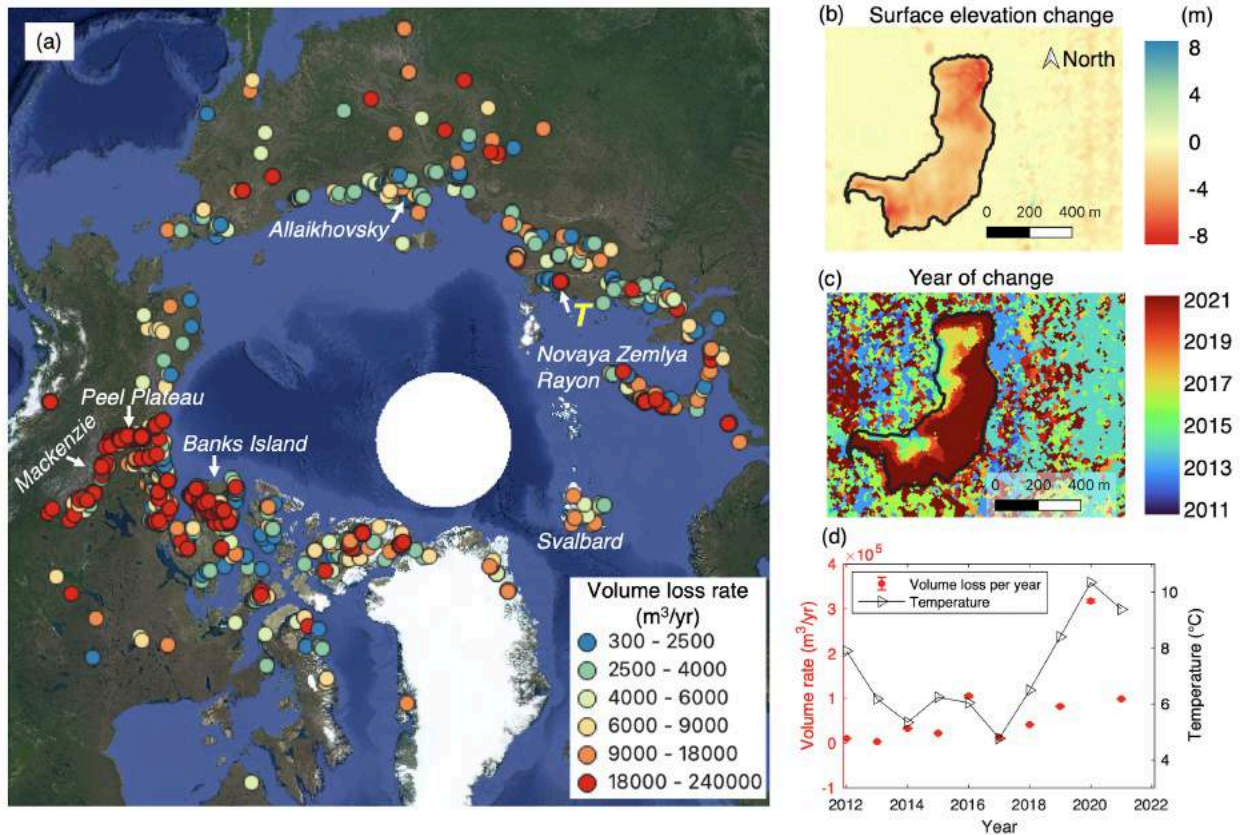 (a)
Allaikhovsky
T
Novaya Zemlya
Rayon
Peel Plateau
Mackenzie
Banks Island
Svalbard
Volume loss rate
(m³/yr)
300 - 2500
2500 - 4000
4000 - 6000
6000 - 9000
9000 - 18000
18000 - 240000
(b) Surface elevation change (m)
North
8
4
0
-4
-8
0 200 400 m
(c) Year of change
2021
2019
2017
2015
2013
2011
0 200 400 m
(d)
×10⁵
Volume loss per year
Temperature
4
3
2
1
0
-1
Volume rate (m³/yr)
10
8
6
4
Temperature (°C)
2012 2014 2016 2018 2020 2022
Year